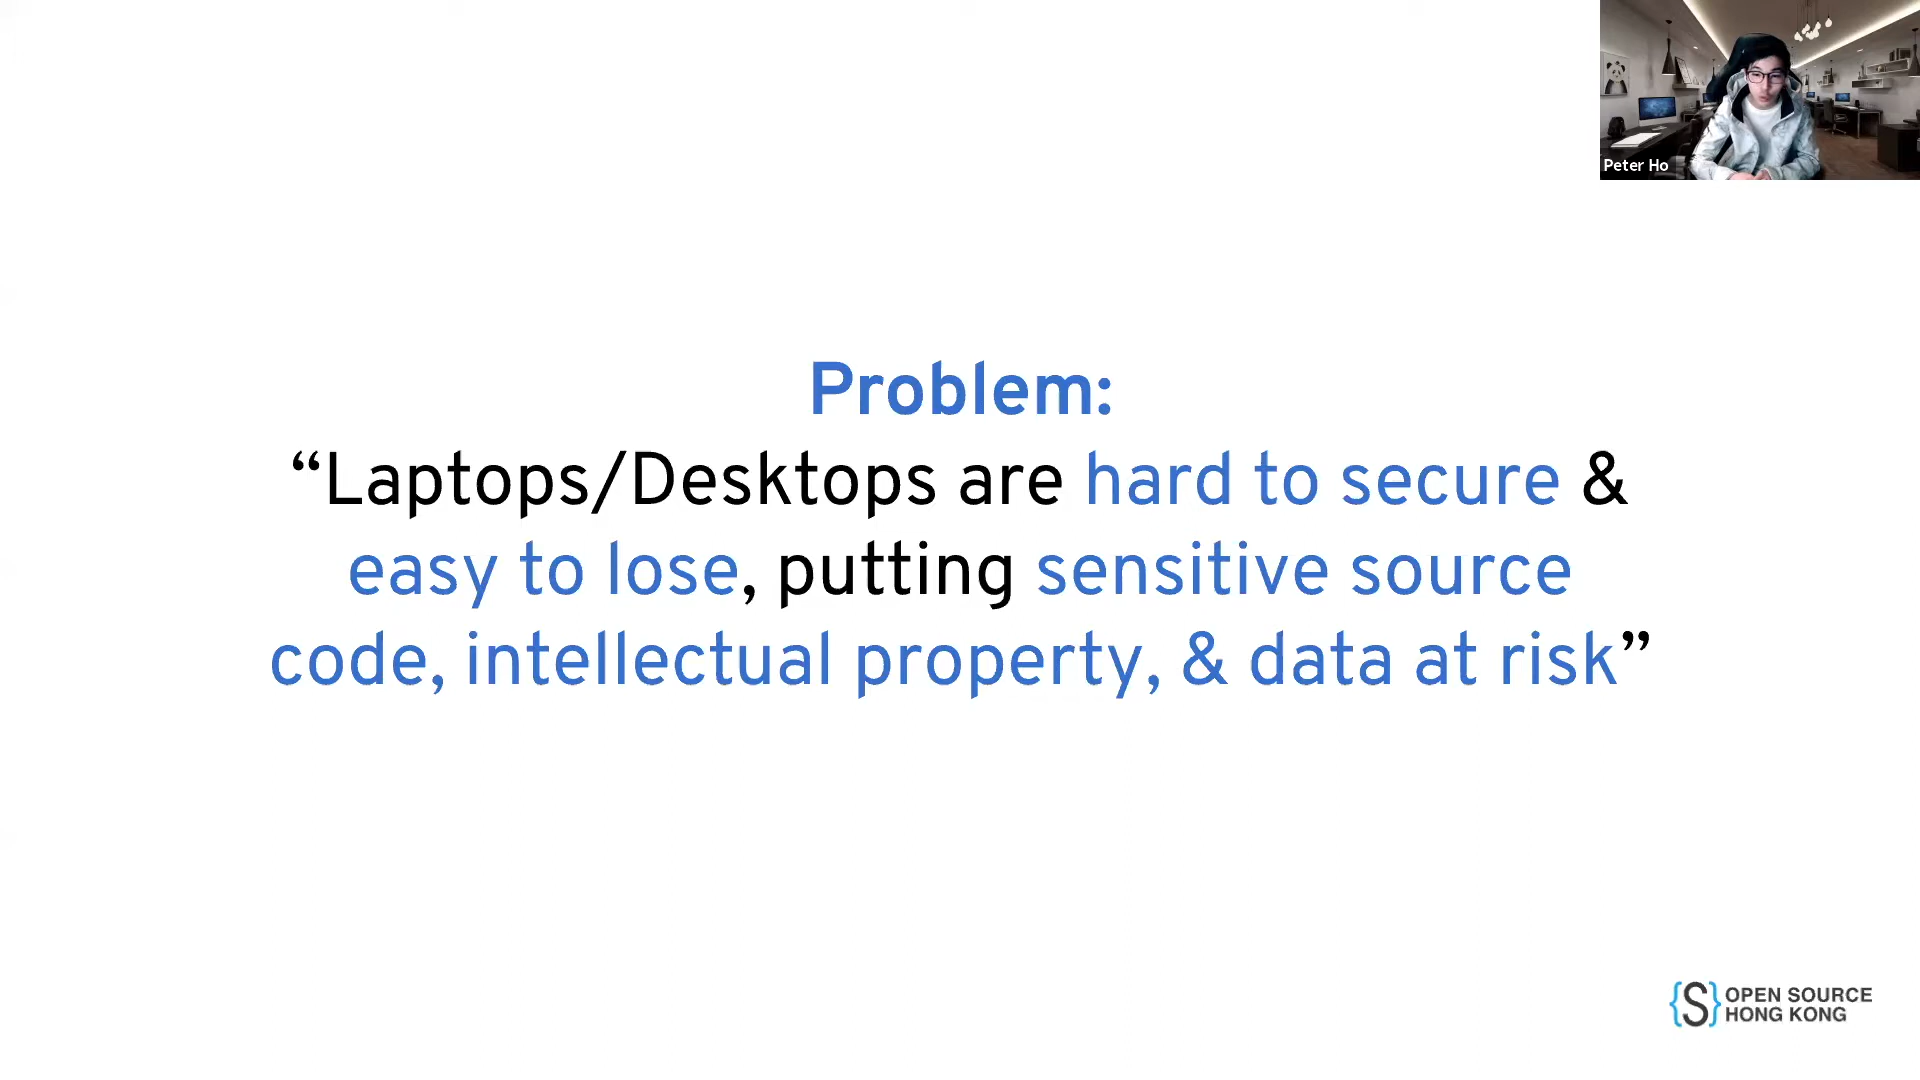 Peter Ho
Problem:
“Laptops/Desktops are hard to secure &
easy to lose, putting sensitive source
code, intellectual property, & data at risk”
{S} OPEN SOURCE
HONG KONG